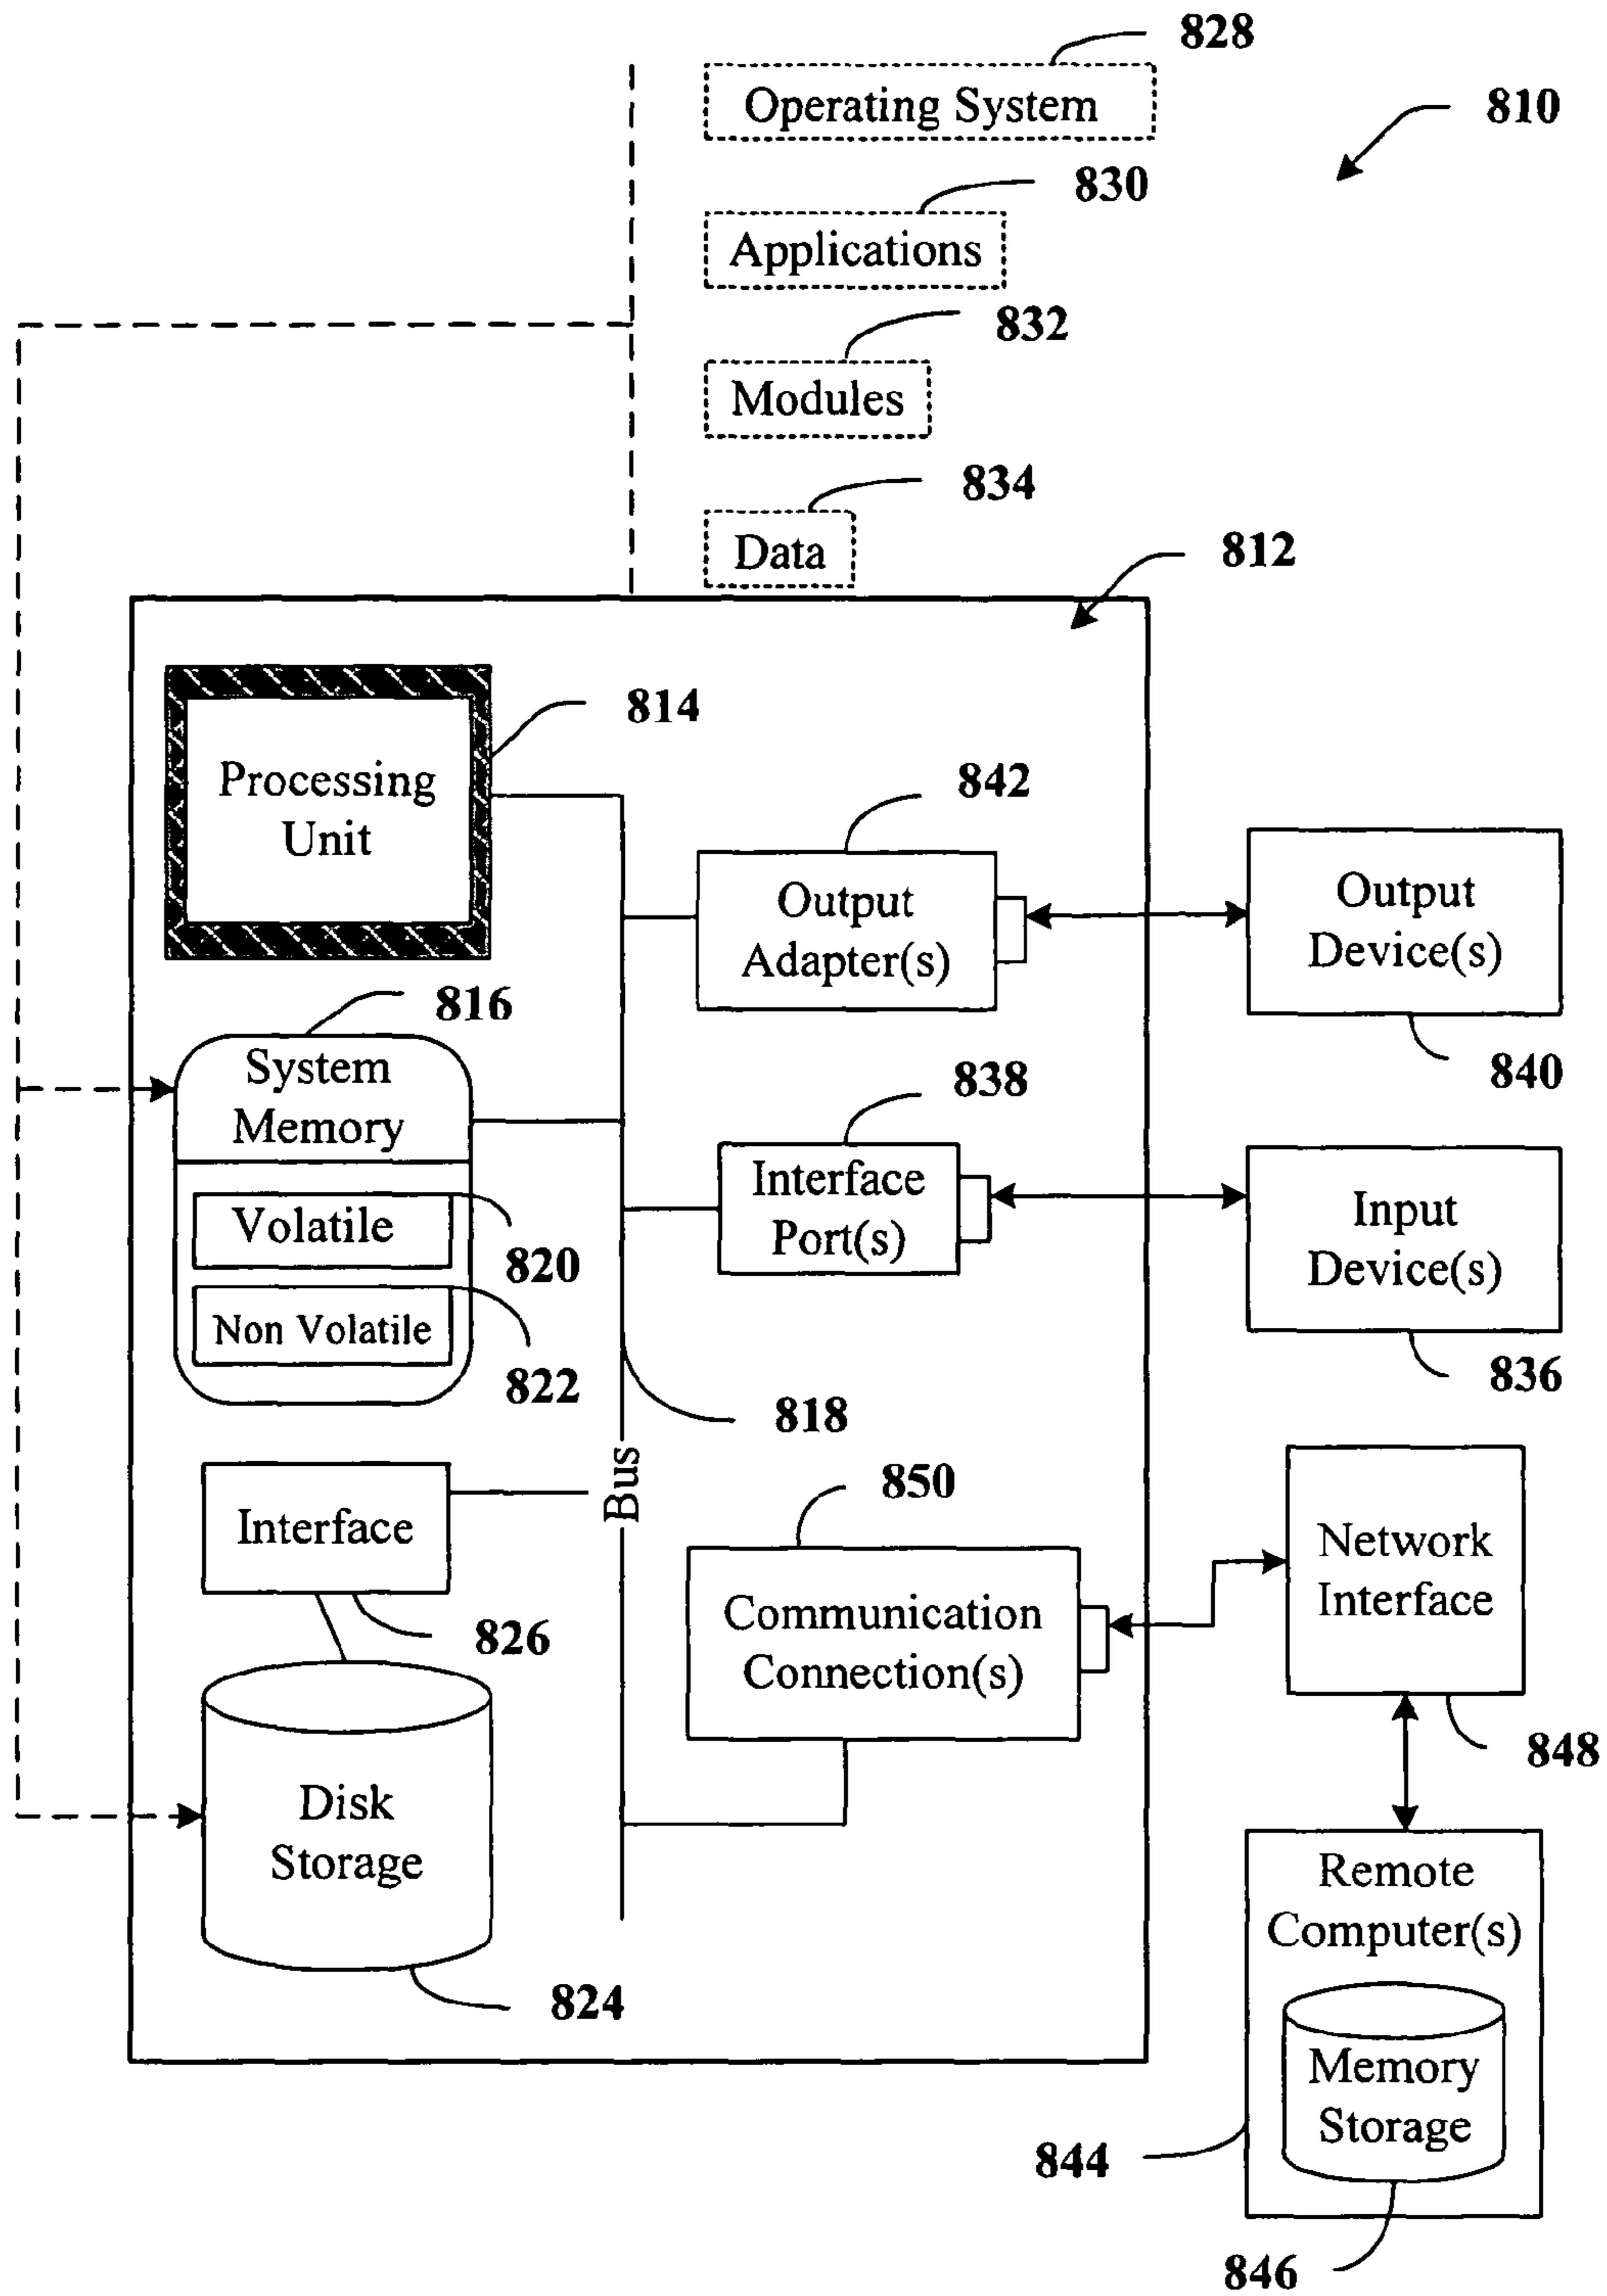 828
Operating System
810
830
Applications
832
Modules
834
Data
812
814
Processing
Unit
842
Output
Adapter(s)
Output
Device(s)
840
816
System
Memory
838
Interface
Port(s)
Input
Device(s)
836
Volatile
820
Non Volatile
822
818
Bus
Interface
826
850
Communication
Connection(s)
Network
Interface
848
Disk
Storage
824
Remote
Computer(s)
Memory
Storage
844
846